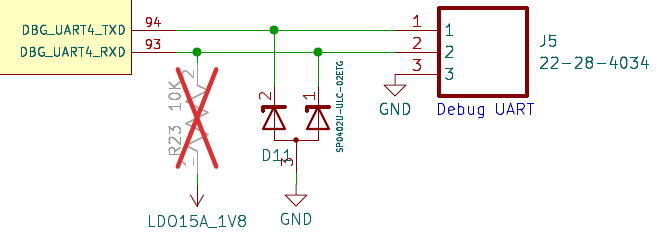 DBG_UART4_TXD 94
DBG_UART4_RXD 93
1 1
2 2
3 3
J5
22-28-4034
Debug UART
GND
R23 10K
2
LDO15A_1V8
2
1
3
D11
SP0402U-ULC-02ETG
GND